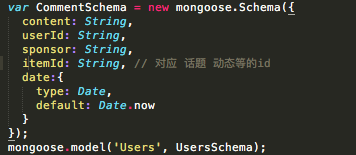 var CommentSchema = new mongoose.Schema({
content: String,
userId: String,
sponsor: String,
itemId: String, // 对应 话题 动态等的id
date:{
type: Date,
default: Date.now
}
});
mongoose.model('Users', UsersSchema);